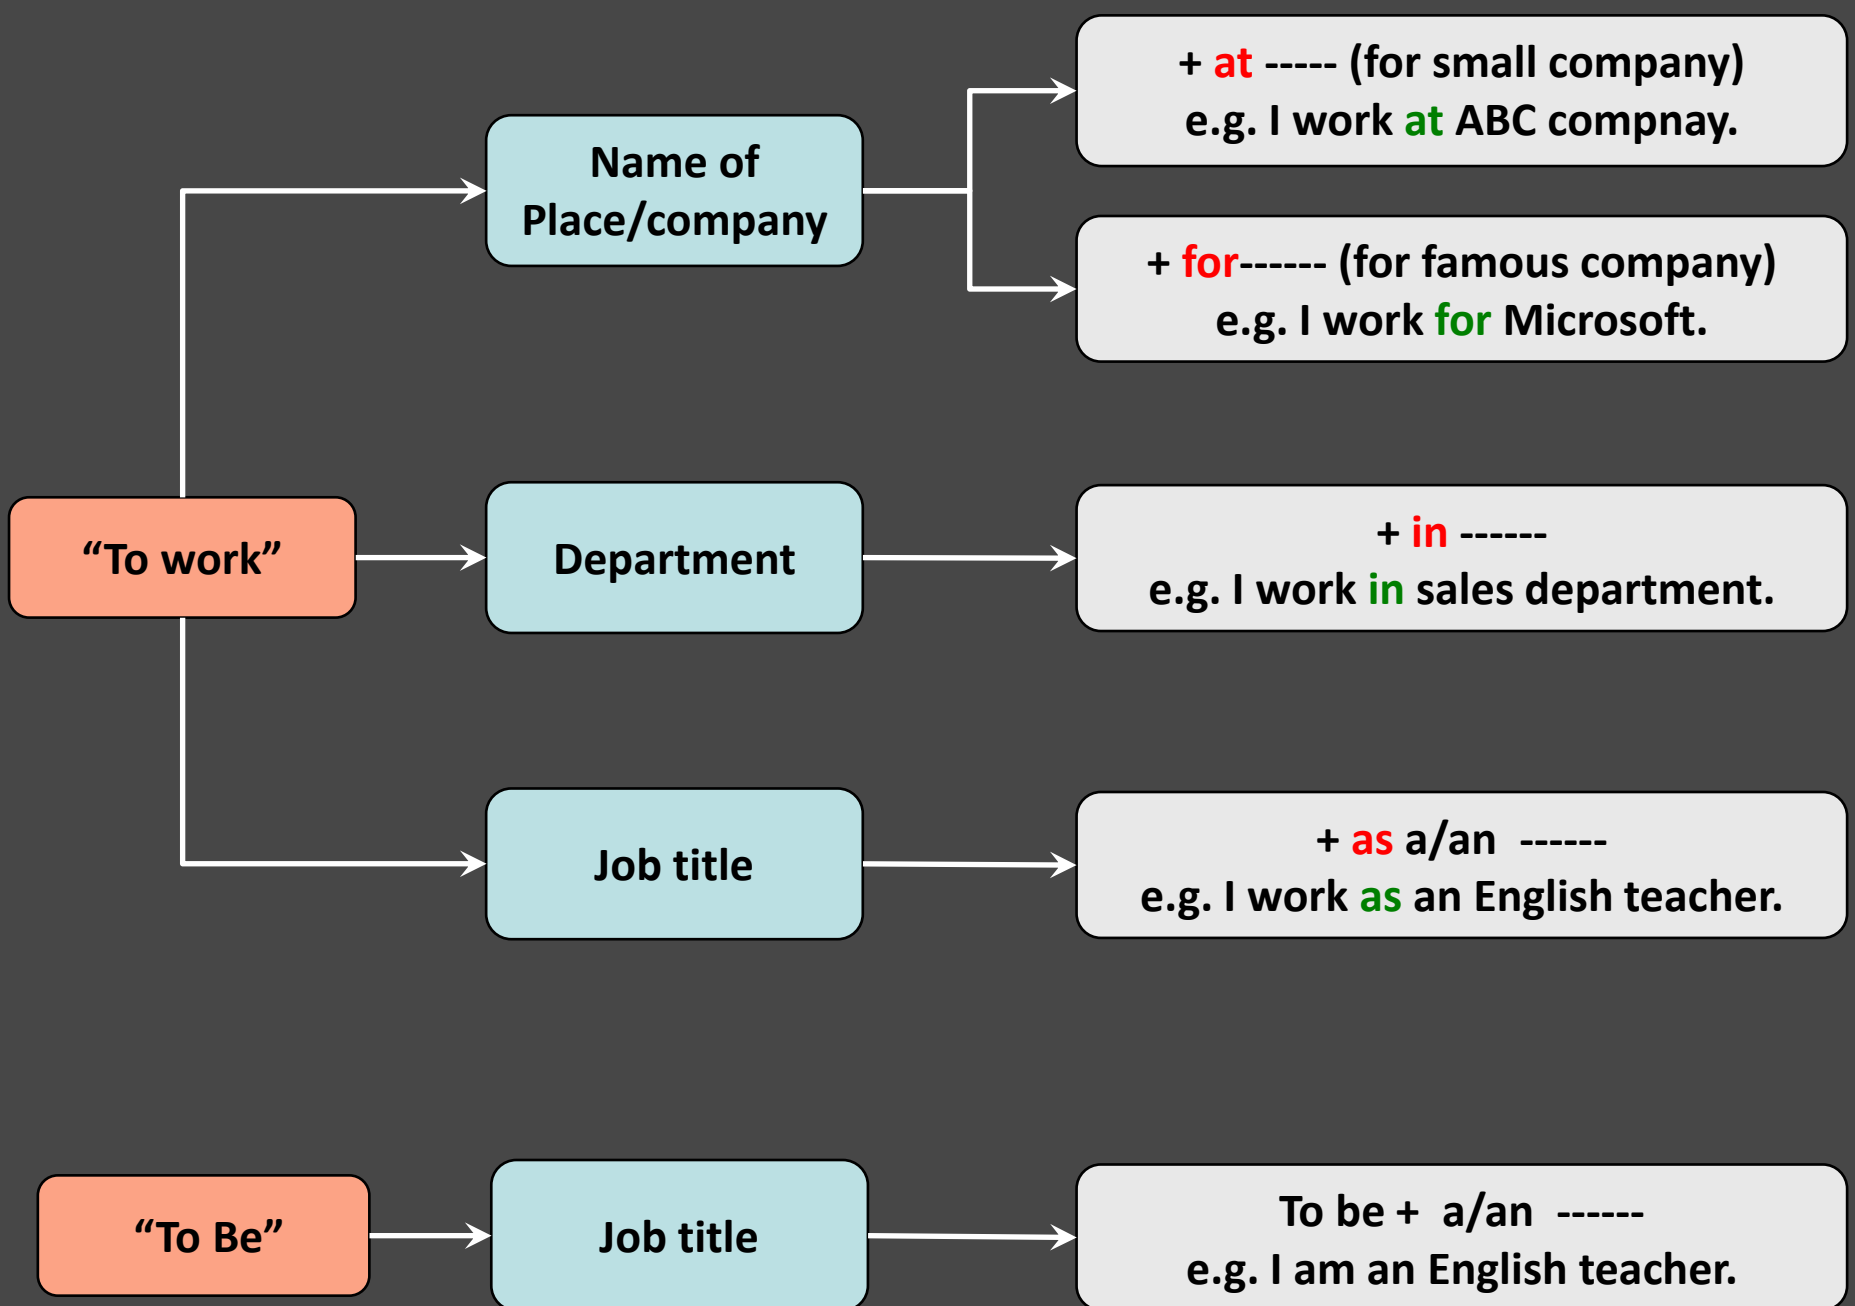 + at ----- (for small company)
e.g. I work at ABC compnay.
Name of
Place/company
+ for------ (for famous company)
e.g. I work for Microsoft.
“To work”
Department
+ in ------
e.g. I work in sales department.
Job title
+ as a/an ------
e.g. I work as an English teacher.
“To Be”
Job title
To be + a/an ------
e.g. I am an English teacher.